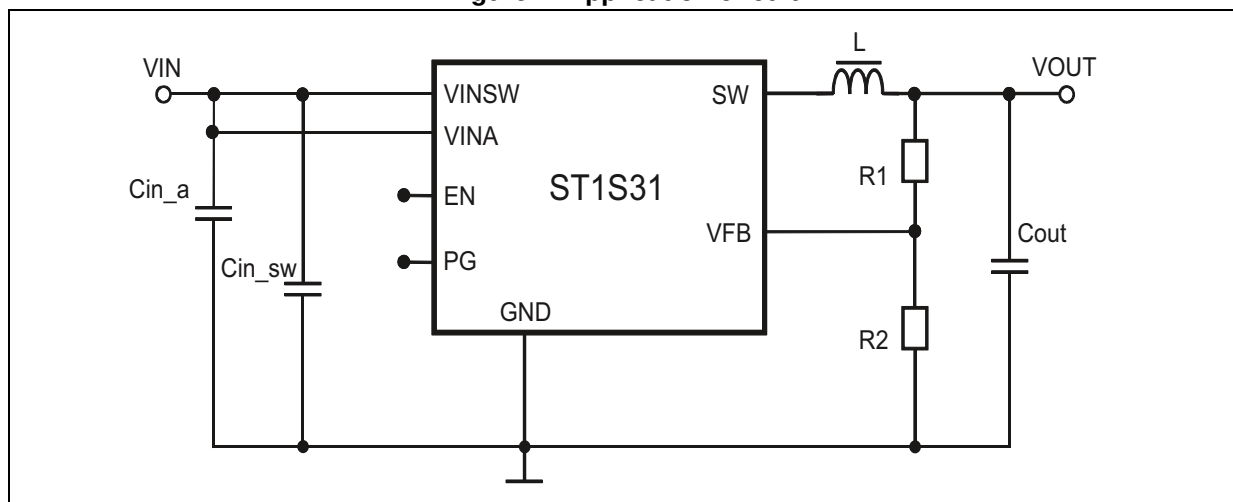 VIN
VINSW
VINA
EN
PG
GND
ST1S31
SW
VFB
L
VOUT
R1
R2
Cout
Cin_a
Cin_sw